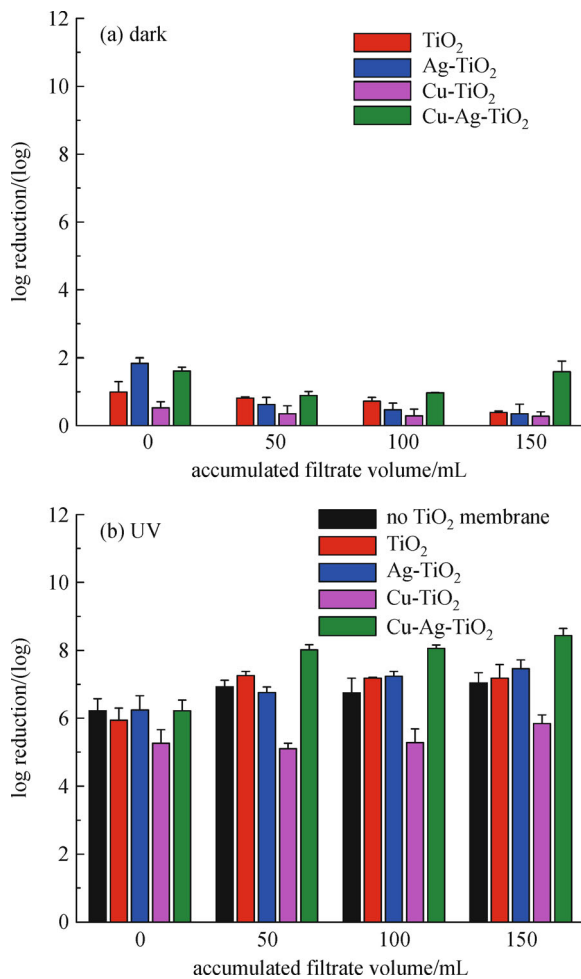 (a) dark
TiO₂
Ag-TiO₂
Cu-TiO₂
Cu-Ag-TiO₂
12
10
8
6
4
2
0
log reduction/(log)
0 50 100 150
accumulated filtrate volume/mL
(b) UV
no TiO₂ membrane
TiO₂
Ag-TiO₂
Cu-TiO₂
Cu-Ag-TiO₂
12
10
8
6
4
2
0
log reduction/(log)
0 50 100 150
accumulated filtrate volume/mL